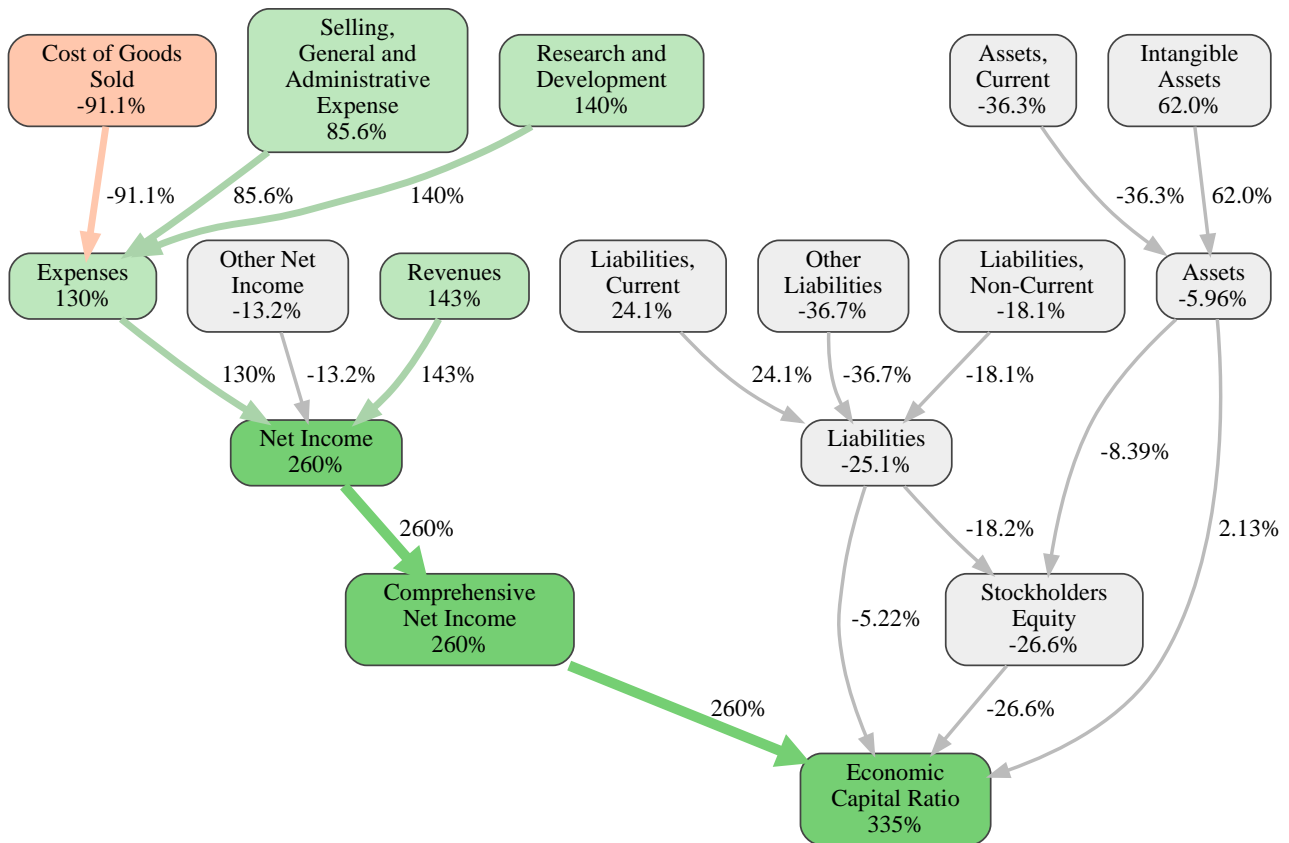 Cost of Goods
Sold
-91.1%
Selling,
General and
Administrative
Expense
85.6%
Research and
Development
140%
Assets,
Current
-36.3%
Intangible
Assets
62.0%
-91.1%
85.6%
140%
-36.3%
62.0%
Expenses
130%
Other Net
Income
-13.2%
Revenues
143%
Liabilities,
Current
24.1%
Other
Liabilities
-36.7%
Liabilities,
Non-Current
-18.1%
Assets
-5.96%
130%
-13.2%
143%
24.1%
-36.7%
-18.1%
Net Income
260%
Liabilities
-25.1%
-8.39%
260%
-18.2%
2.13%
Comprehensive
Net Income
260%
-5.22%
Stockholders
Equity
-26.6%
260%
-26.6%
Economic
Capital Ratio
335%